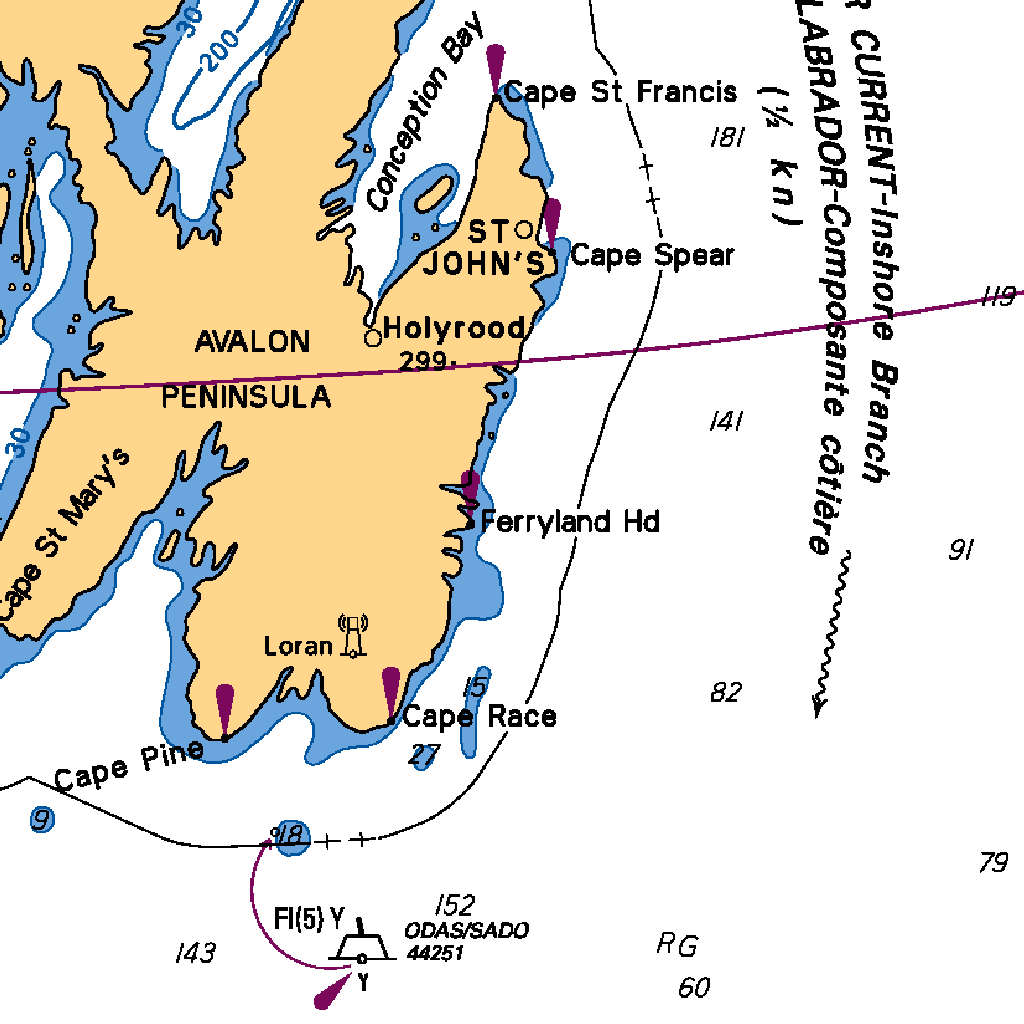 30
200
Conception Bay
Cape St Francis
181
R CURRENT-Inshore Branch
LABRADOR-Composante côtière
(½ kn)
ST
JOHN'S
Cape Spear
119
Holyrood
299
AVALON
PENINSULA
141
30
Cape St Mary's
Ferryland Hd
91
Loran
15
82
Cape Race
27
Cape Pine
9
18
79
152
Fl(5) Y
ODAS/SADO
44251
143
Y
RG
60